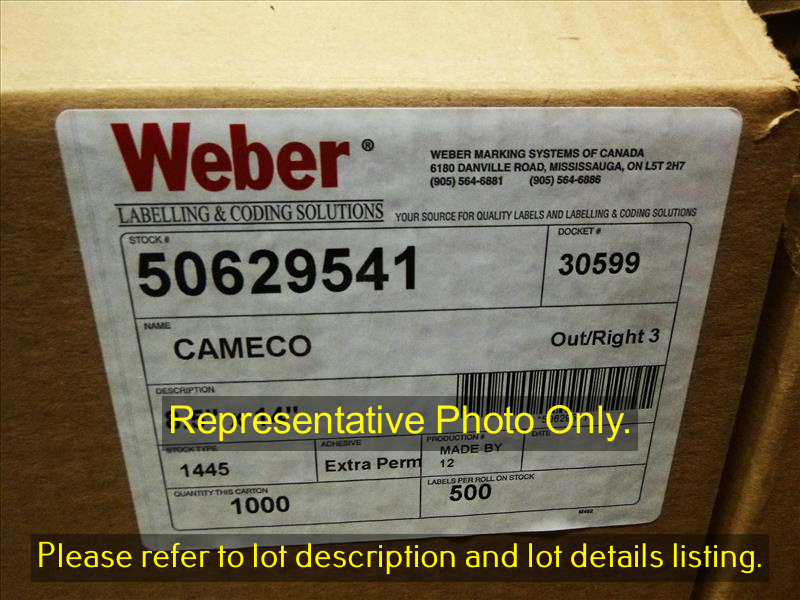 Weber®
WEBER MARKING SYSTEMS OF CANADA
6180 DANVILLE ROAD, MISSISSAUGA, ON L5T 2H7
(905) 564-6881 (905) 564-6886
LABELLING & CODING SOLUTIONS YOUR SOURCE FOR QUALITY LABELS AND LABELLING & CODING SOLUTIONS
STOCK # DOCKET #
50629541 30599
NAME
CAMECO Out/Right 3
DESCRIPTION
Representative Photo Only.
STOCK TYPE ADHESIVE PRODUCTION # DATE
1445 Extra Perm MADE BY
12
QUANTITY THIS CARTON LABELS PER ROLL ON STOCK
1000 500
Please refer to lot description and lot details listing.